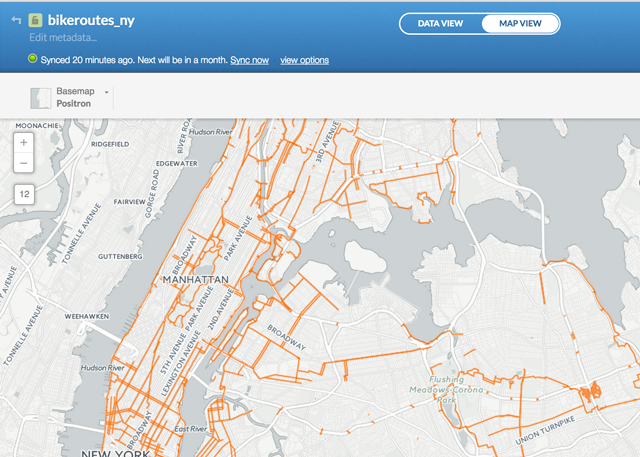 bikeroutes_ny
DATA VIEW
MAP VIEW
Edit metadata...
Synced 20 minutes ago. Next will be in a month. Sync now view options
Basemap
Positron
MOONACHIE
RIDGEFIELD
Hudson River
RIVER ROAD
3RD AVENUE
+
−
12
EDGEWATER
GORGE ROAD
FAIRVIEW
TONNELLE AVENUE
GUTTENBERG
BROADWAY
PARK AVENUE
MANHATTAN
WEEHAWKEN
5TH AVENUE
PARK AVENUE
LEXINGTON AVENUE
2ND AVENUE
BROADWAY
TONNELLE AVENUE
Hudson River
Flushing
Meadows-Corona
Park
BROADWAY
East River
UNION TURNPIKE
NEW YORK